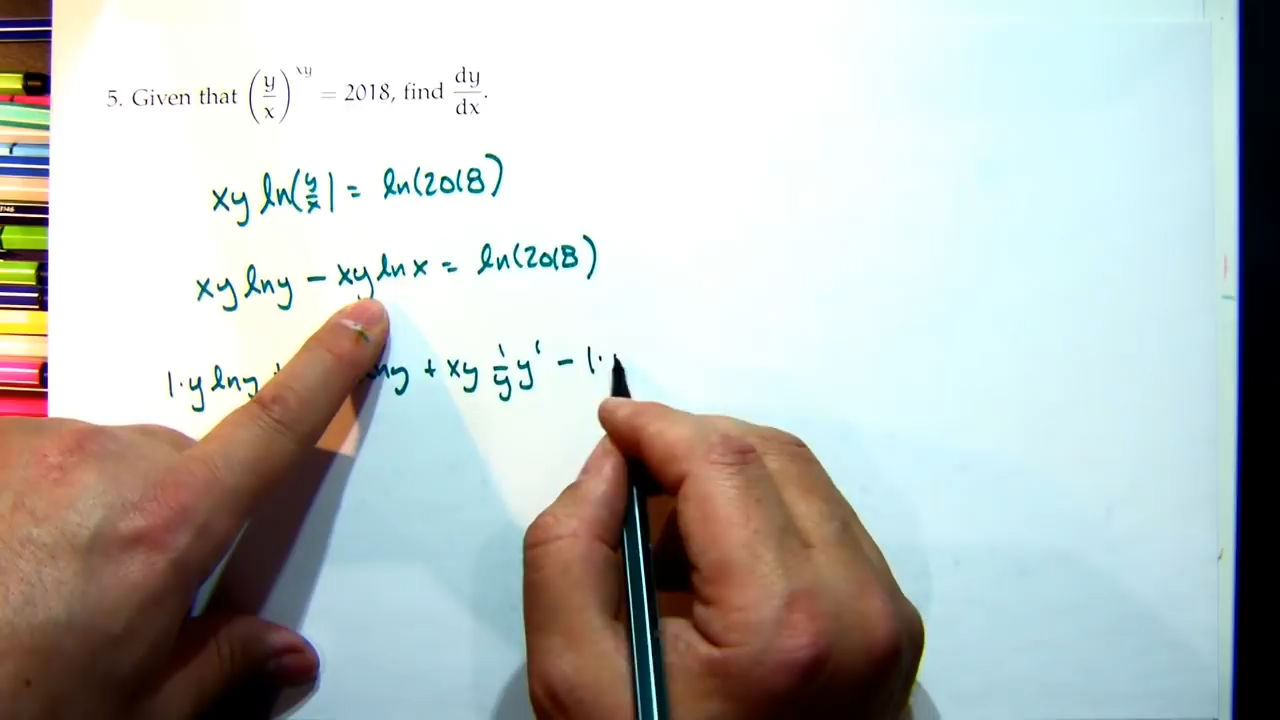 5. Given that (y/x)^xy = 2018, find dy/dx.
xy ln(y/x) = ln(2018)
xy lny - xy lnx = ln(2018)
1·y lny + lny + xy 1/y y' - 1·